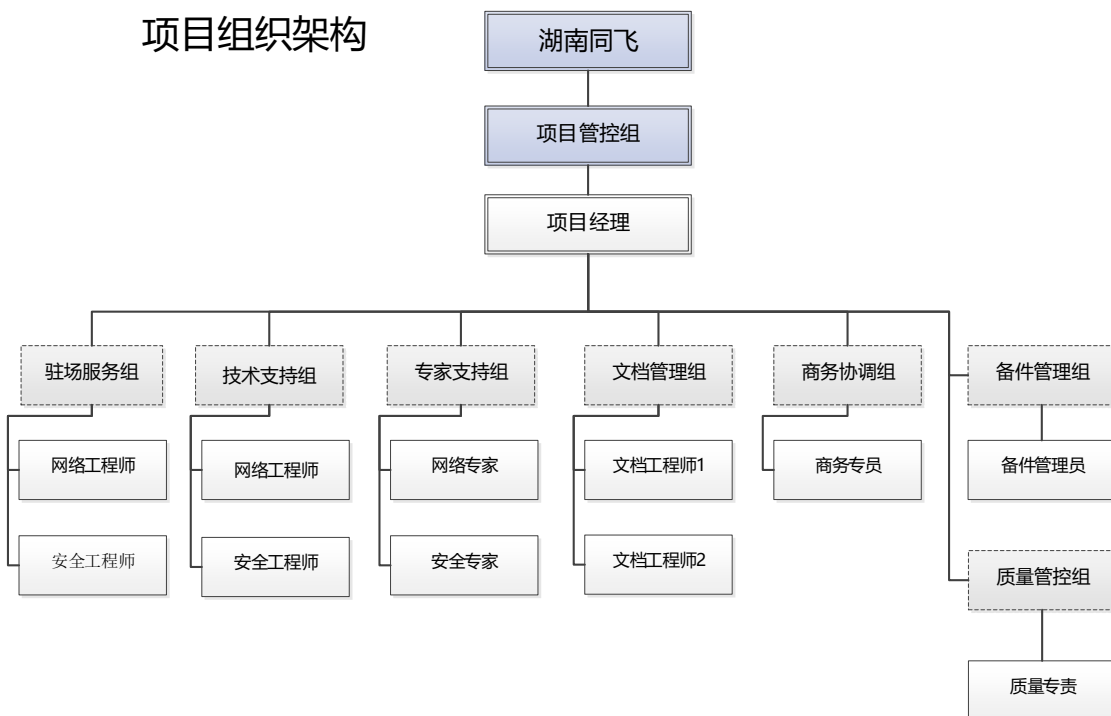 项目组织架构
湖南同飞
项目管控组
项目经理
驻场服务组
技术支持组
专家支持组
文档管理组
商务协调组
备件管理组
网络工程师
网络工程师
网络专家
文档工程师1
商务专员
备件管理员
安全工程师
安全工程师
安全专家
文档工程师2
质量管控组
质量专责